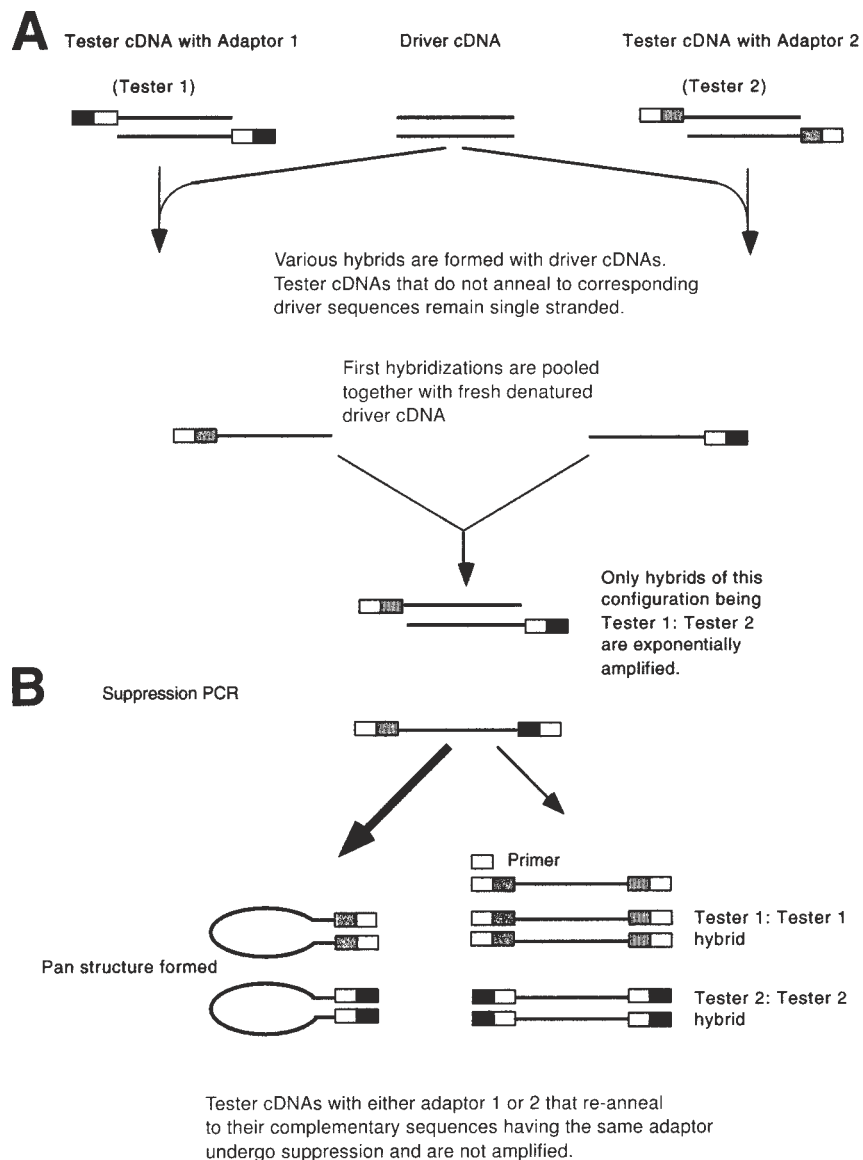 A
Tester cDNA with Adaptor 1
Driver cDNA
Tester cDNA with Adaptor 2
(Tester 1)
(Tester 2)
Various hybrids are formed with driver cDNAs.
Tester cDNAs that do not anneal to corresponding
driver sequences remain single stranded.
First hybridizations are pooled
together with fresh denatured
driver cDNA
Only hybrids of this
configuration being
Tester 1: Tester 2
are exponentially
amplified.
B
Suppression PCR
Primer
Tester 1: Tester 1
hybrid
Pan structure formed
Tester 2: Tester 2
hybrid
Tester cDNAs with either adaptor 1 or 2 that re-anneal
to their complementary sequences having the same adaptor
undergo suppression and are not amplified.